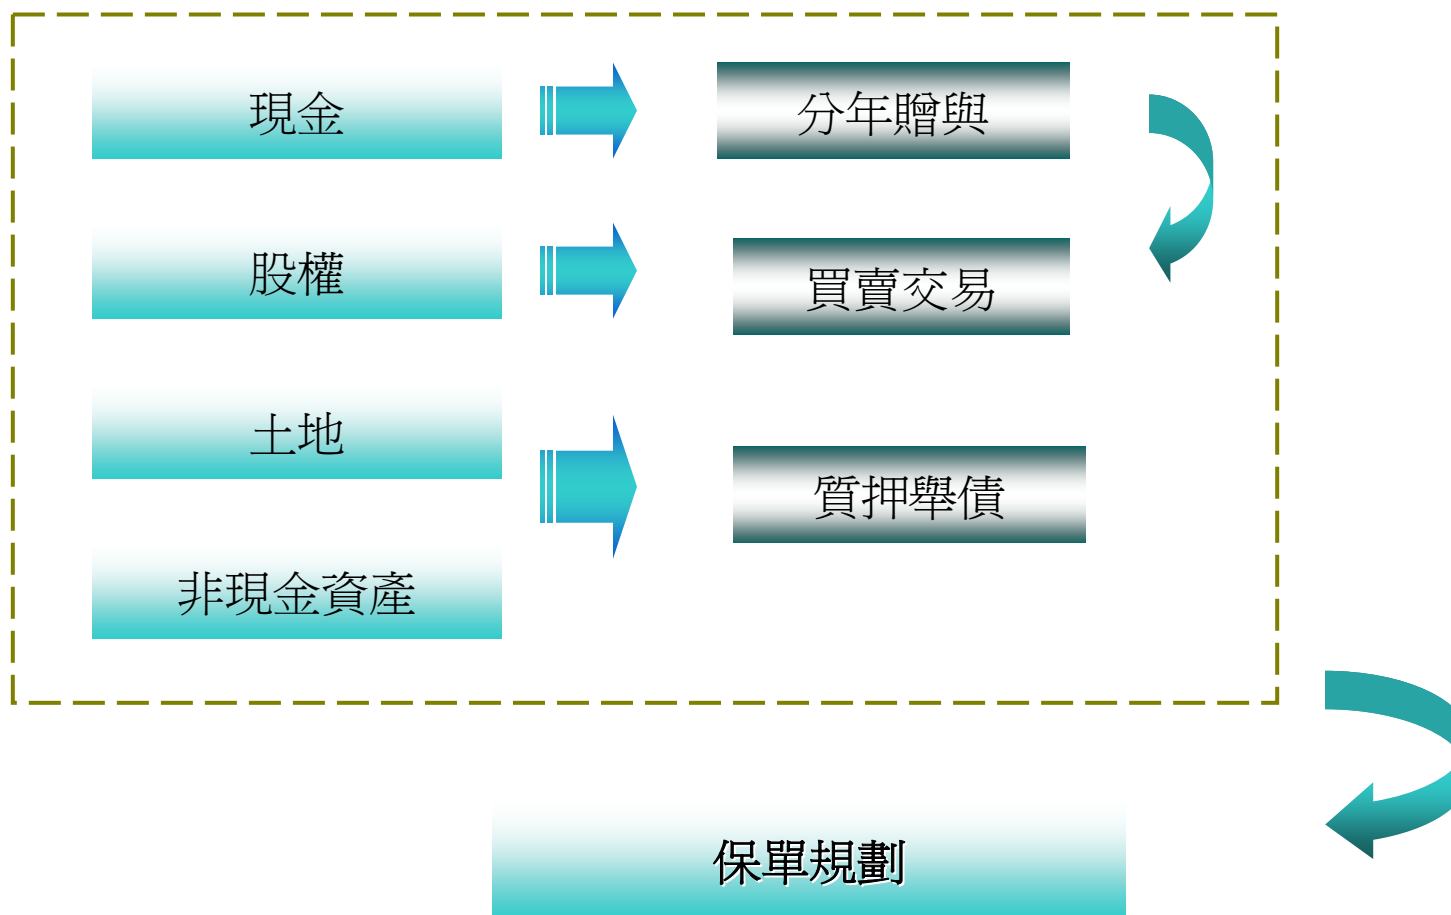 現金
分年贈與
股權
買賣交易
土地
質押舉債
非現金資產
保單規劃